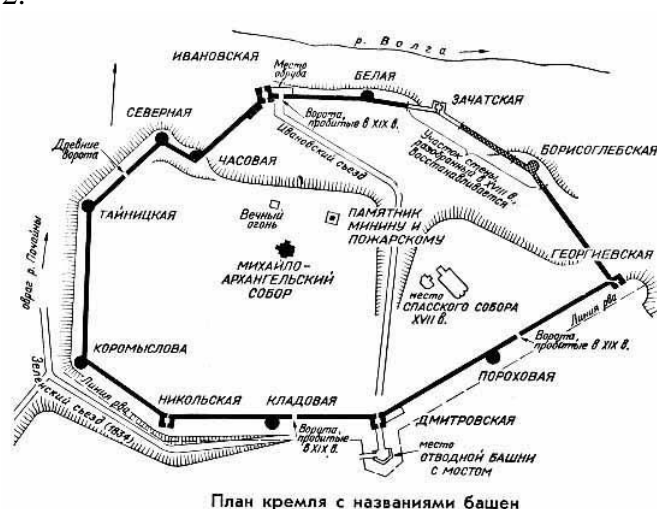 2.
р. Волга
ИВАНОВСКАЯ
Место
обруба
БЕЛАЯ
ЗАЧАТСКАЯ
СЕВЕРНАЯ
Ворота,
пробитые в XIX в.
Древние
ворота
ЧАСОВАЯ
Ивановский съезд
Участок стены,
разобранный в XVIII в.,
восстанавливается
БОРИСОГЛЕБСКАЯ
ТАЙНИЦКАЯ
Вечный
огонь
ПАМЯТНИК
МИНИНУ И
ПОЖАРСКОМУ
ГЕОРГИЕВСКАЯ
овраг р. Почайны
МИХАЙЛО-
АРХАНГЕЛЬСКИЙ
СОБОР
место
СПАССКОГО СОБОРА
XVII в.
Линия рва
Ворота,
пробитые в XIX в.
КОРОМЫСЛОВА
ПОРОХОВАЯ
Линия рва
Зеленский съезд (1834)
НИКОЛЬСКАЯ
КЛАДОВАЯ
Ворота,
пробитые
в XIX в.
ДМИТРОВСКАЯ
место
ОТВОДНОЙ БАШНИ
С МОСТОМ
План кремля с названиями башен